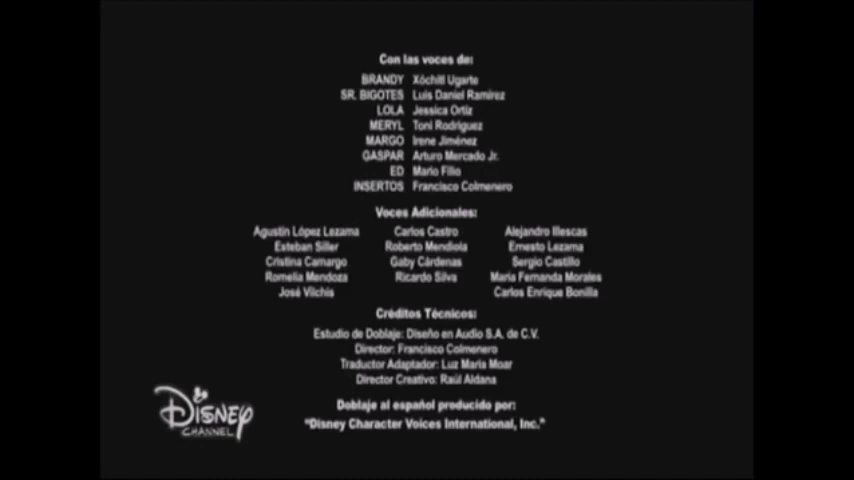 Con las voces de:
BRANDY Xóchitl Ugarte
SR. BIGOTES Luis Daniel Ramírez
LOLA Jessica Ortiz
MERYL Toni Rodríguez
MARGO Irene Jiménez
GASPAR Arturo Mercado Jr.
ED Mario Filio
INSERTOS Francisco Colmenero
Voces Adicionales:
Agustín López Lezama Carlos Castro Alejandro Illescas
Esteban Siller Roberto Mendiola Ernesto Lezama
Cristina Camargo Gaby Cárdenas Sergio Castillo
Romelia Mendoza Ricardo Silva María Fernanda Morales
José Vilchis Carlos Enrique Bonilla
Créditos Técnicos:
Estudio de Doblaje: Diseño en Audio S.A. de C.V.
Director: Francisco Colmenero
Traductor Adaptador: Luz María Moar
Director Creativo: Raúl Aldana
Doblaje al español producido por:
"Disney Character Voices International, Inc."
DISNEY
CHANNEL